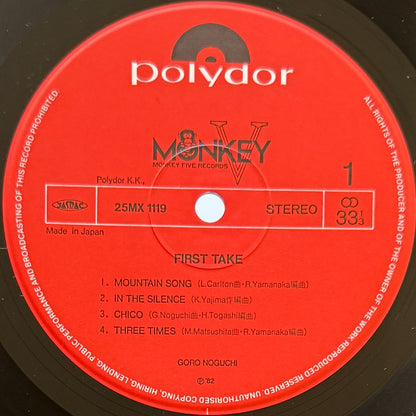 polydor
MONKEY V
MONKEY FIVE RECORDS
Polydor K.K.,
1
JASRAC
25MX 1119
STEREO
33 1/3
Made in Japan
FIRST TAKE
1. MOUNTAIN SONG (L.Carlton曲・R.Yamanaka編曲)
2. IN THE SILENCE (K.Yajima作編曲)
3. CHICO (G.Noguchi曲・H.Togashi編曲)
4. THREE TIMES (M.Matsushita曲・R.Yamanaka編曲)
GORO NOGUCHI
℗'82
ALL RIGHTS OF THE PRODUCER AND OF THE OWNER OF THE WORK REPRODUCED RESERVED. UNAUTHORISED COPYING, HIRING, LENDING, PUBLIC PERFORMANCE AND BROADCASTING OF THIS RECORD PROHIBITED.